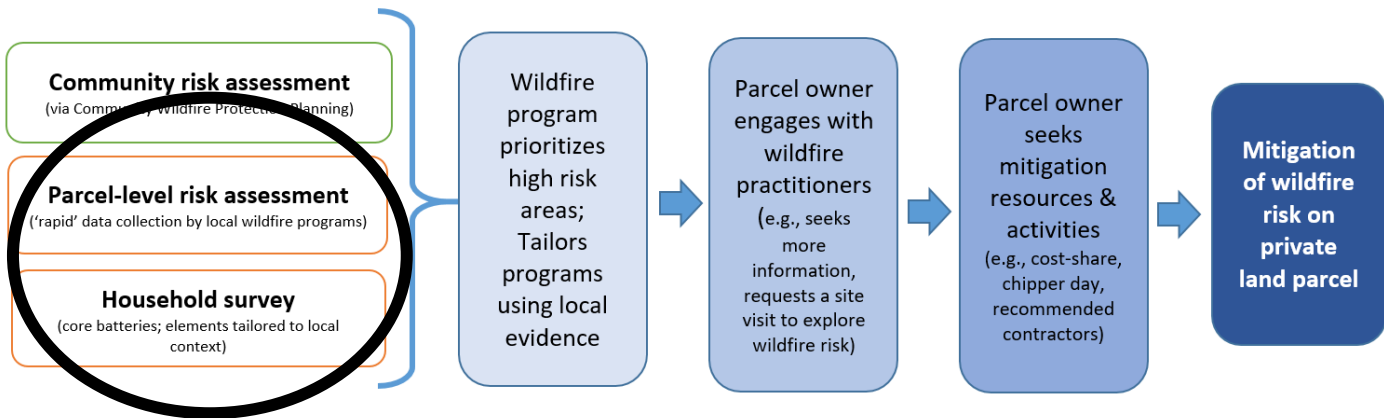 Community risk assessment
(via Community Wildfire Protection Planning)
Parcel-level risk assessment
(‘rapid’ data collection by local wildfire programs)
Household survey
(core batteries; elements tailored to local
context)
Wildfire
program
prioritizes
high risk
areas;
Tailors
programs
using local
evidence
Parcel owner
engages with
wildfire
practitioners
(e.g., seeks
more
information,
requests a site
visit to explore
wildfire risk)
Parcel owner
seeks
mitigation
resources &
activities
(e.g., cost-share,
chipper day,
recommended
contractors)
Mitigation
of wildfire
risk on
private
land parcel